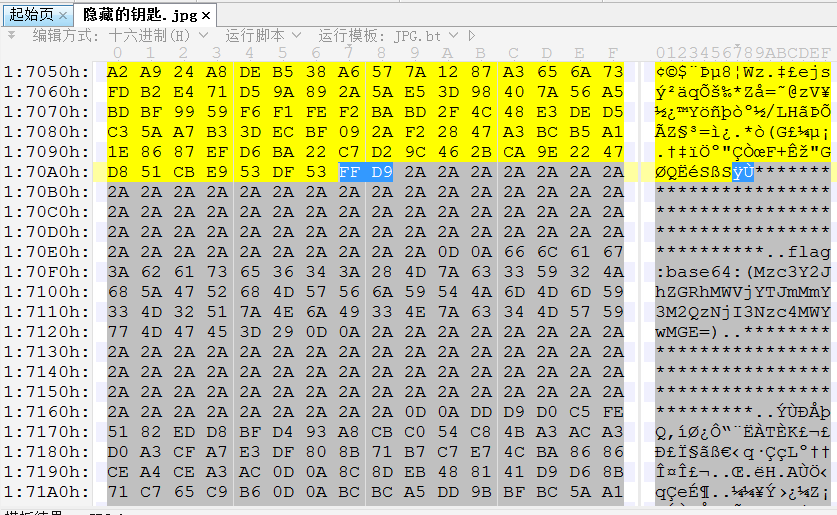 起始页 × 隐藏的钥匙.jpg ×
编辑方式: 十六进制(H) 运行脚本 运行模板: JPG.bt
0 1 2 3 4 5 6 7 8 9 A B C D E F 0123456789ABCDEF
1:7050h: A2 A9 24 A8 DE B5 38 A6 57 7A 12 87 A3 65 6A 73 ¢©$¨Þµ8¦Wz.‡£ejs
1:7060h: FD B2 E4 71 D5 9A 89 2A 5A E5 3D 98 40 7A 56 A5 ý²äqÕš‰*Zå=˜@zV¥
1:7070h: BD BF 99 59 F6 F1 FE F2 BA BD 2F 4C 48 E3 DE D5 ½¿™Yöñþòº½/LHãÞÕ
1:7080h: C3 5A A7 B3 3D EC BF 09 2A F2 28 47 A3 BC B5 A1 ÃZ§³=ì¿.*ò(G£¼µ¡
1:7090h: 1E 86 87 EF D6 BA 22 C7 D2 9C 46 2B CA 9E 22 47 .†‡ïÖº"ÇÒœF+Êž"G
1:70A0h: D8 51 CB E9 53 DF 53 FF D9 2A 2A 2A 2A 2A 2A 2A ØQËéSßSÿÙ*******
1:70B0h: 2A 2A 2A 2A 2A 2A 2A 2A 2A 2A 2A 2A 2A 2A 2A 2A ****************
1:70C0h: 2A 2A 2A 2A 2A 2A 2A 2A 2A 2A 2A 2A 2A 2A 2A 2A ****************
1:70D0h: 2A 2A 2A 2A 2A 2A 2A 2A 2A 2A 2A 2A 2A 2A 2A 2A ****************
1:70E0h: 2A 2A 2A 2A 2A 2A 2A 2A 2A 2A 0D 0A 66 6C 61 67 **********..flag
1:70F0h: 3A 62 61 73 65 36 34 3A 28 4D 7A 63 33 59 32 4A :base64:(Mzc3Y2J
1:7100h: 68 5A 47 52 68 4D 57 56 6A 59 54 4A 6D 4D 6D 59 hZGRhMWVjYTJmMmY
1:7110h: 33 4D 32 51 7A 4E 6A 49 33 4E 7A 63 34 4D 57 59 3M2QzNjI3Nzc4MWY
1:7120h: 77 4D 47 45 3D 29 0D 0A 2A 2A 2A 2A 2A 2A 2A 2A wMGE=)..********
1:7130h: 2A 2A 2A 2A 2A 2A 2A 2A 2A 2A 2A 2A 2A 2A 2A 2A ****************
1:7140h: 2A 2A 2A 2A 2A 2A 2A 2A 2A 2A 2A 2A 2A 2A 2A 2A ****************
1:7150h: 2A 2A 2A 2A 2A 2A 2A 2A 2A 2A 2A 2A 2A 2A 2A 2A ****************
1:7160h: 2A 2A 2A 2A 2A 2A 2A 2A 2A 0D 0A DD D9 D0 C5 FE *********..ÝÙÐÅþ
1:7170h: 51 82 ED D8 BF D4 93 A8 CB C0 54 C8 4B A3 AC A3 Q‚íØ¿Ô“¨ËÀTÈK£¬£
1:7180h: D0 A3 CF A7 E3 DF 80 8B 71 B7 C7 E7 4C BA 86 86 Ð£Ï§ãß€‹q·ÇçLº††
1:7190h: CE A4 CE A3 AC 0D 0A 8C 8D EB 48 81 41 D9 D6 8B Î¤Î£¬..Œ.ëH.AÙÖ‹
1:71A0h: 71 C7 65 C9 B6 0D 0A BC BC A5 DD 9B BF BC 5A A1 qÇeÉ¶..¼¼¥Ý›¿¼Z¡